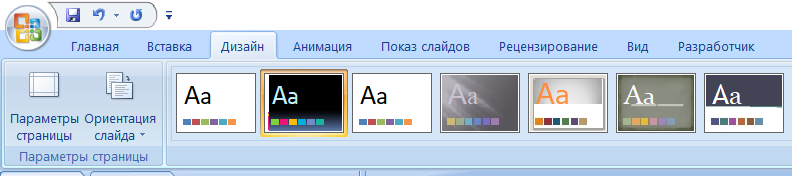 Главная Вставка Дизайн Анимация Показ слайдов Рецензирование Вид Разработчик
Параметры страницы
Ориентация слайда
Параметры страницы
Aa Aa Aa Aa Aa Aa Aa